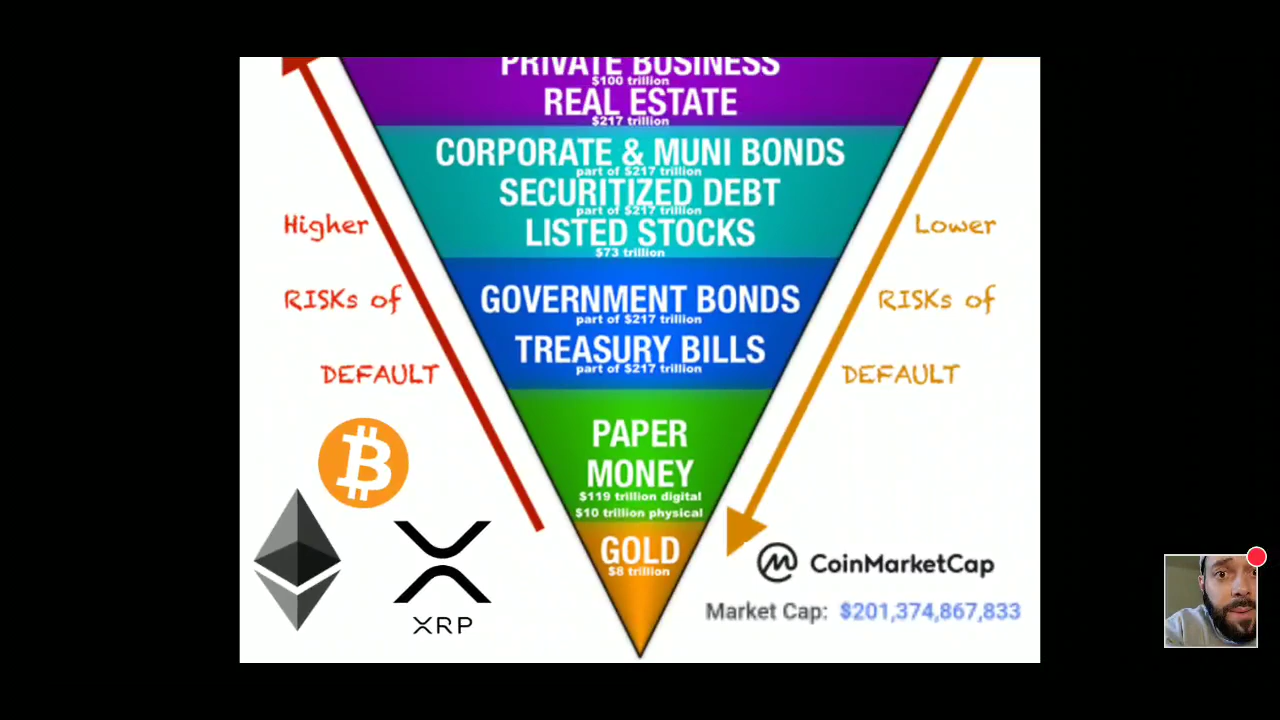 PRIVATE BUSINESS
$100 trillion
REAL ESTATE
$217 trillion
CORPORATE & MUNI BONDS
part of $217 trillion
SECURITIZED DEBT
part of $217 trillion
LISTED STOCKS
$73 trillion
Higher
RISKs of
DEFAULT
Lower
RISKs of
DEFAULT
GOVERNMENT BONDS
part of $217 trillion
TREASURY BILLS
part of $217 trillion
PAPER
MONEY
$119 trillion digital
$10 trillion physical
GOLD
$8 trillion
XRP
CoinMarketCap
Market Cap: $201,374,867,833